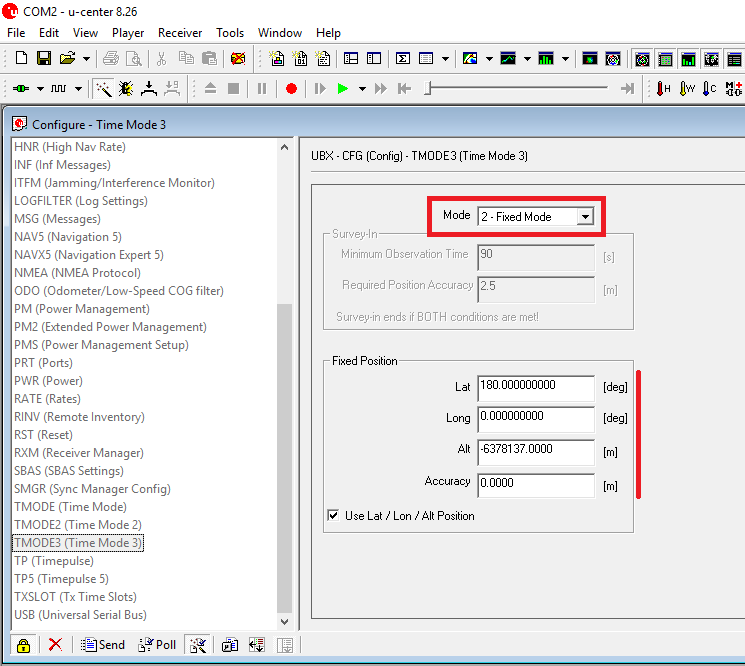 COM2 - u-center 8.26
File Edit View Player Receiver Tools Window Help
H W C
Configure - Time Mode 3
HNR (High Nav Rate)
INF (Inf Messages)
ITFM (Jamming/Interference Monitor)
LOGFILTER (Log Settings)
MSG (Messages)
NAV5 (Navigation 5)
NAVX5 (Navigation Expert 5)
NMEA (NMEA Protocol)
ODO (Odometer/Low-Speed COG filter)
PM (Power Management)
PM2 (Extended Power Management)
PMS (Power Management Setup)
PRT (Ports)
PWR (Power)
RATE (Rates)
RINV (Remote Inventory)
RST (Reset)
RXM (Receiver Manager)
SBAS (SBAS Settings)
SMGR (Sync Manager Config)
TMODE (Time Mode)
TMODE2 (Time Mode 2)
TMODE3 (Time Mode 3)
TP (Timepulse)
TP5 (Timepulse 5)
TXSLOT (Tx Time Slots)
USB (Universal Serial Bus)
UBX - CFG (Config) - TMODE3 (Time Mode 3)
Mode 2 - Fixed Mode
Survey-In
Minimum Observation Time 90 [s]
Required Position Accuracy 2.5 [m]
Survey-in ends if BOTH conditions are met!
Fixed Position
Lat 180.000000000 [deg]
Long 0.000000000 [deg]
Alt -6378137.0000 [m]
Accuracy 0.0000 [m]
Use Lat / Lon / Alt Position
Send Poll